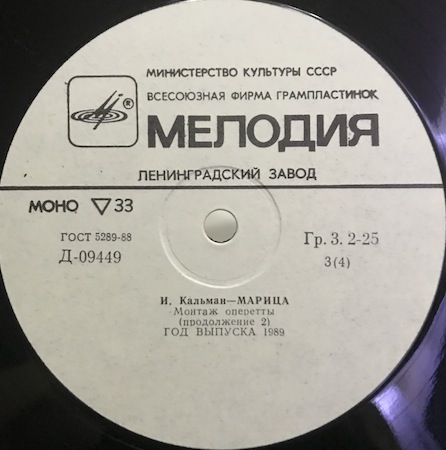 МИНИСТЕРСТВО КУЛЬТУРЫ СССР
ВСЕСОЮЗНАЯ ФИРМА ГРАМПЛАСТИНОК
®
МЕЛОДИЯ
ЛЕНИНГРАДСКИЙ ЗАВОД
МОНО ▽33
ГОСТ 5289-88
Д-09449
Гр. 3. 2-25
3(4)
И. Кальман—МАРИЦА
Монтаж оперетты
(продолжение 2)
ГОД ВЫПУСКА 1989